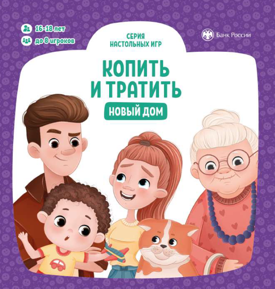 16-18 лет
до 8 игроков
СЕРИЯ
НАСТОЛЬНЫХ ИГР
Банк России
КОПИТЬ
И ТРАТИТЬ
НОВЫЙ ДОМ